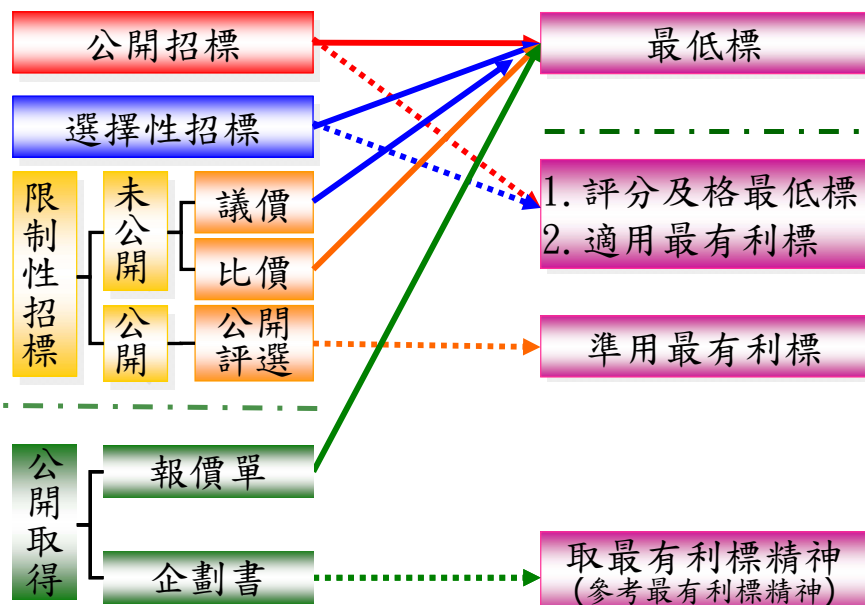 公開招標
最低標
選擇性招標
限制性招標
未公開
議價
比價
公開
公開
評選
1. 評分及格最低標
2. 適用最有利標
準用最有利標
公開取得
報價單
企劃書
取最有利標精神
(參考最有利標精神)